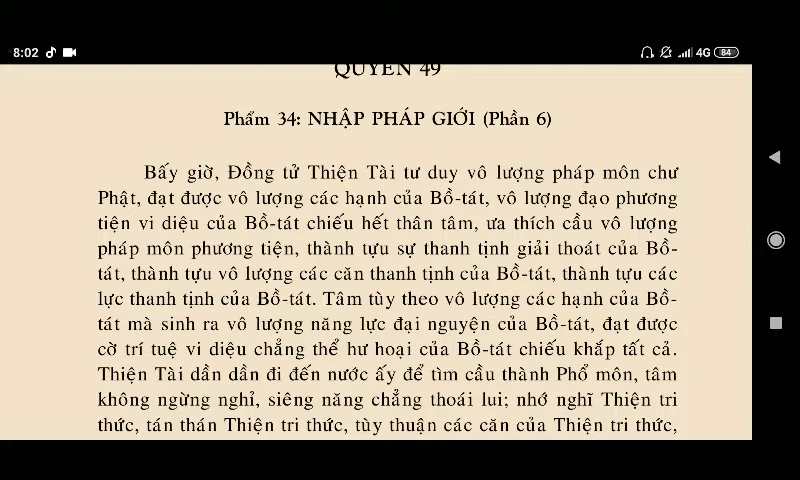 8:02
4G 84
QUYỂN 49
Phẩm 34: NHẬP PHÁP GIỚI (Phần 6)
Bấy giờ, Đồng tử Thiện Tài tư duy vô lượng pháp môn chư
Phật, đạt được vô lượng các hạnh của Bồ-tát, vô lượng đạo phương
tiện vi diệu của Bồ-tát chiếu hết thân tâm, ưa thích cầu vô lượng
pháp môn phương tiện, thành tựu sự thanh tịnh giải thoát của Bồ-
tát, thành tựu vô lượng các căn thanh tịnh của Bồ-tát, thành tựu các
lực thanh tịnh của Bồ-tát. Tâm tùy theo vô lượng các hạnh của Bồ-
tát mà sinh ra vô lượng năng lực đại nguyện của Bồ-tát, đạt được
cờ trí tuệ vi diệu chẳng thể hư hoại của Bồ-tát chiếu khắp tất cả.
Thiện Tài dần dần đi đến nước ấy để tìm cầu thành Phổ môn, tâm
không ngừng nghỉ, siêng năng chẳng thoái lui; nhớ nghĩ Thiện tri
thức, tán thán Thiện tri thức, tùy thuận các căn của Thiện tri thức,